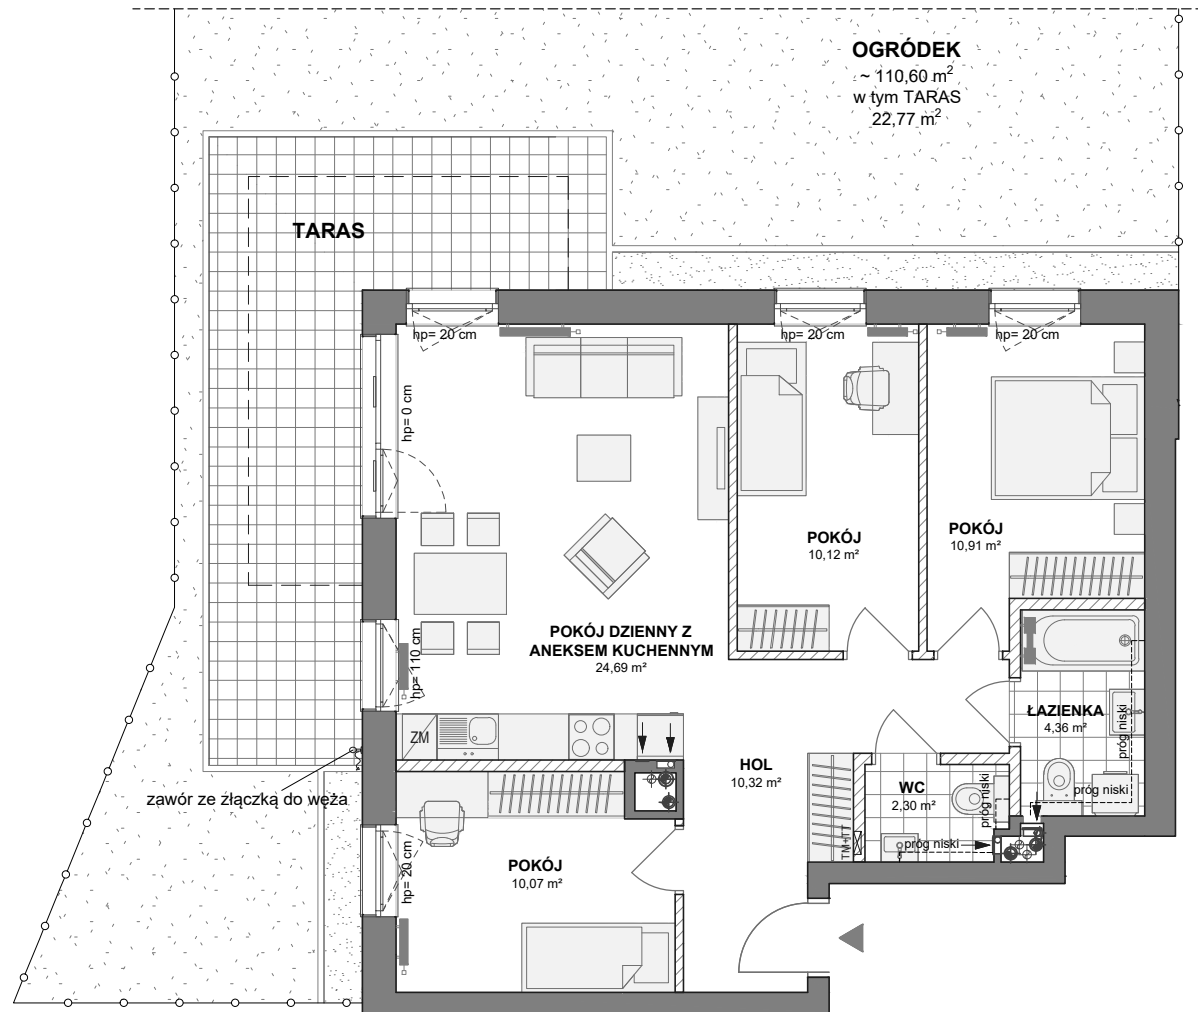 OGRÓDEK
~ 110,60 m²
w tym TARAS
22,77 m²
TARAS
hp= 20 cm
hp= 20 cm
hp= 20 cm
hp= 0 cm
POKÓJ
10,12 m²
POKÓJ
10,91 m²
POKÓJ DZIENNY Z
ANEKSEM KUCHENNYM
24,69 m²
hp= 110 cm
ŁAZIENKA
4,36 m²
próg niski
próg niski
ZM
HOL
10,32 m²
WC
2,30 m²
próg niski
próg niski
TM+TT
zawór ze złączką do węża
POKÓJ
10,07 m²
hp= 20 cm